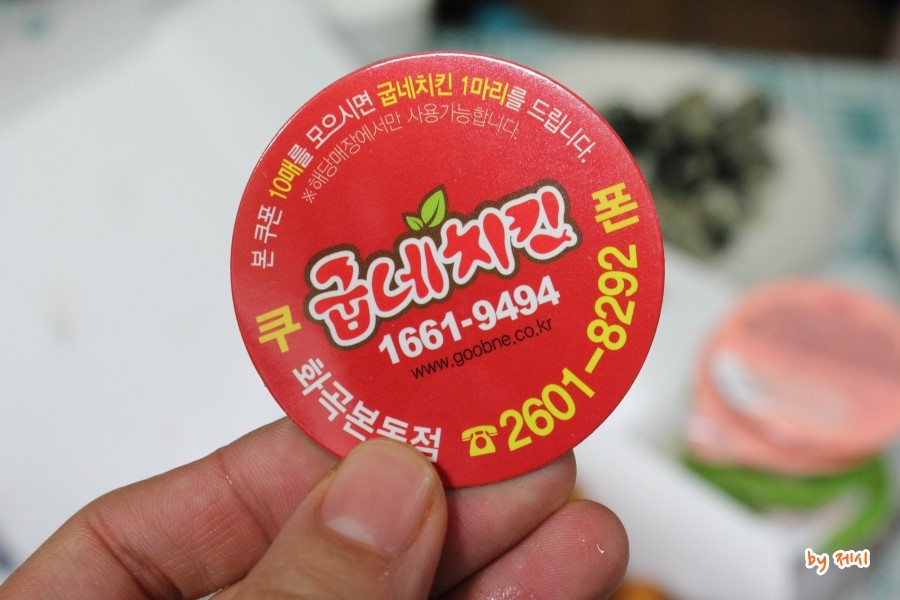 본 쿠폰 10매를 모으시면 굽네치킨 1마리를 드립니다.
※해당매장에서만 사용가능합니다.
쿠 폰
굽네치킨
1661-9494
www.goobne.co.kr
화곡본동점
☎2601-8292
by 제시